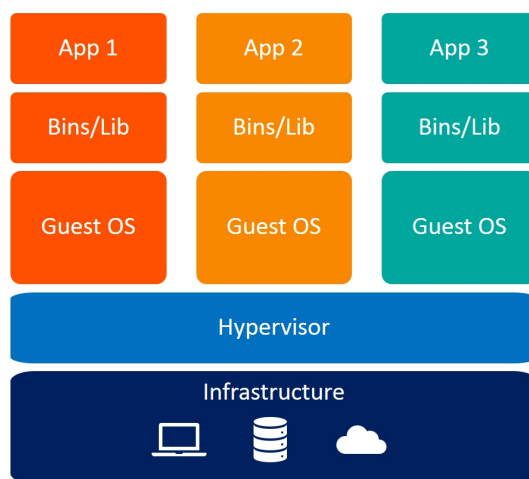 App 1
App 2
App 3
Bins/Lib
Bins/Lib
Bins/Lib
Guest OS
Guest OS
Guest OS
Hypervisor
Infrastructure